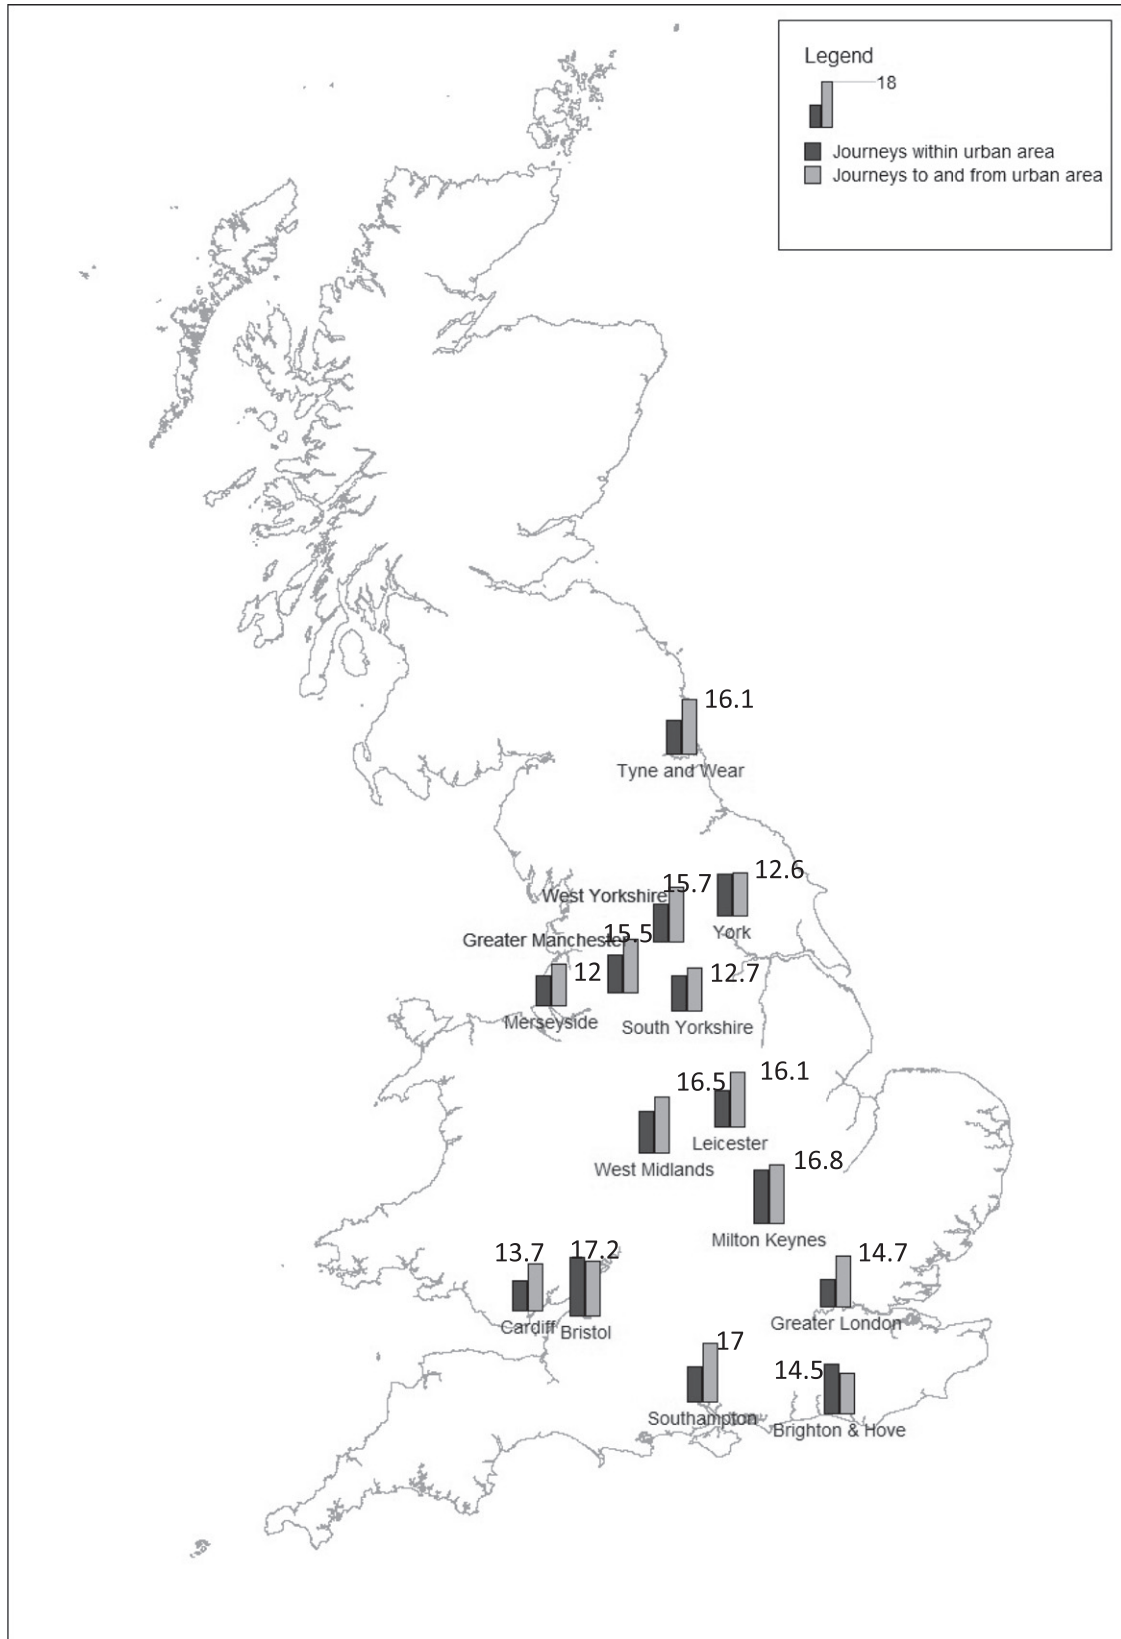 Legend
18
Journeys within urban area
Journeys to and from urban area
16.1
Tyne and Wear
12.6
15.7
West Yorkshire
York
15.5
Greater Manchester
12
12.7
Merseyside
South Yorkshire
16.1
16.5
Leicester
West Midlands
16.8
Milton Keynes
13.7
17.2
14.7
Cardiff
Bristol
Greater London
17
14.5
Southampton
Brighton & Hove